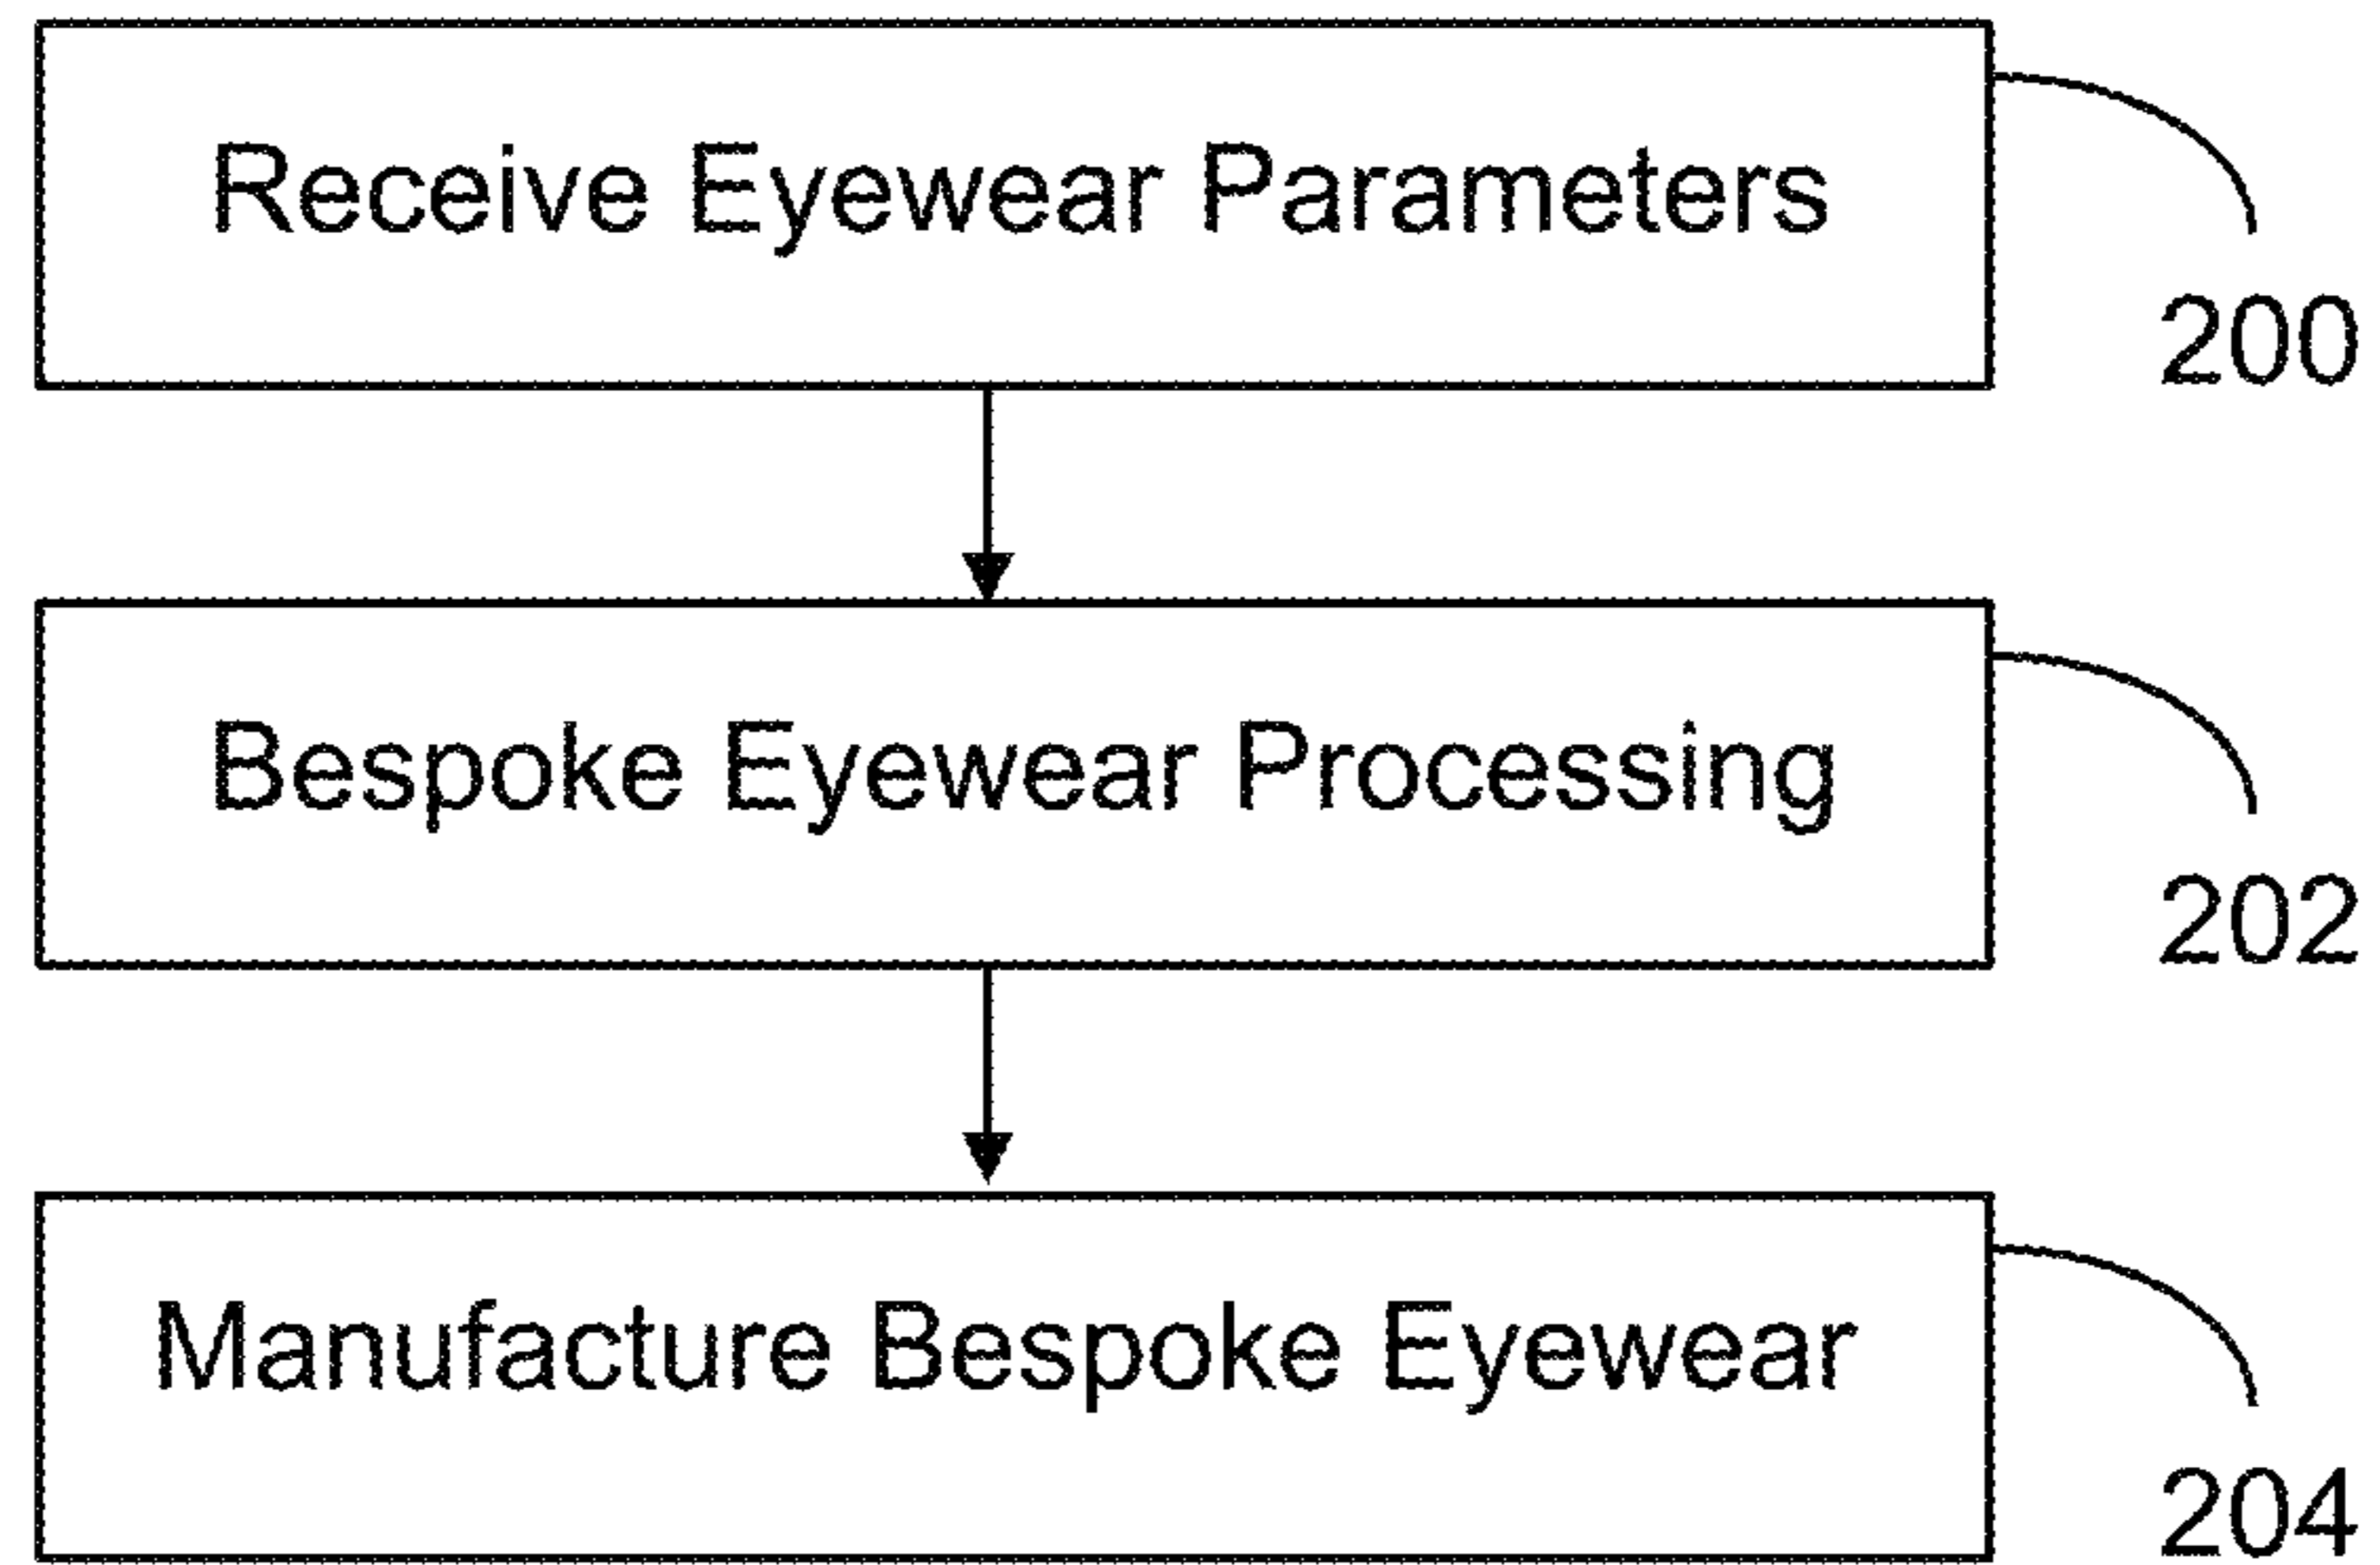 Receive Eyewear Parameters
200
Bespoke Eyewear Processing
202
Manufacture Bespoke Eyewear
204